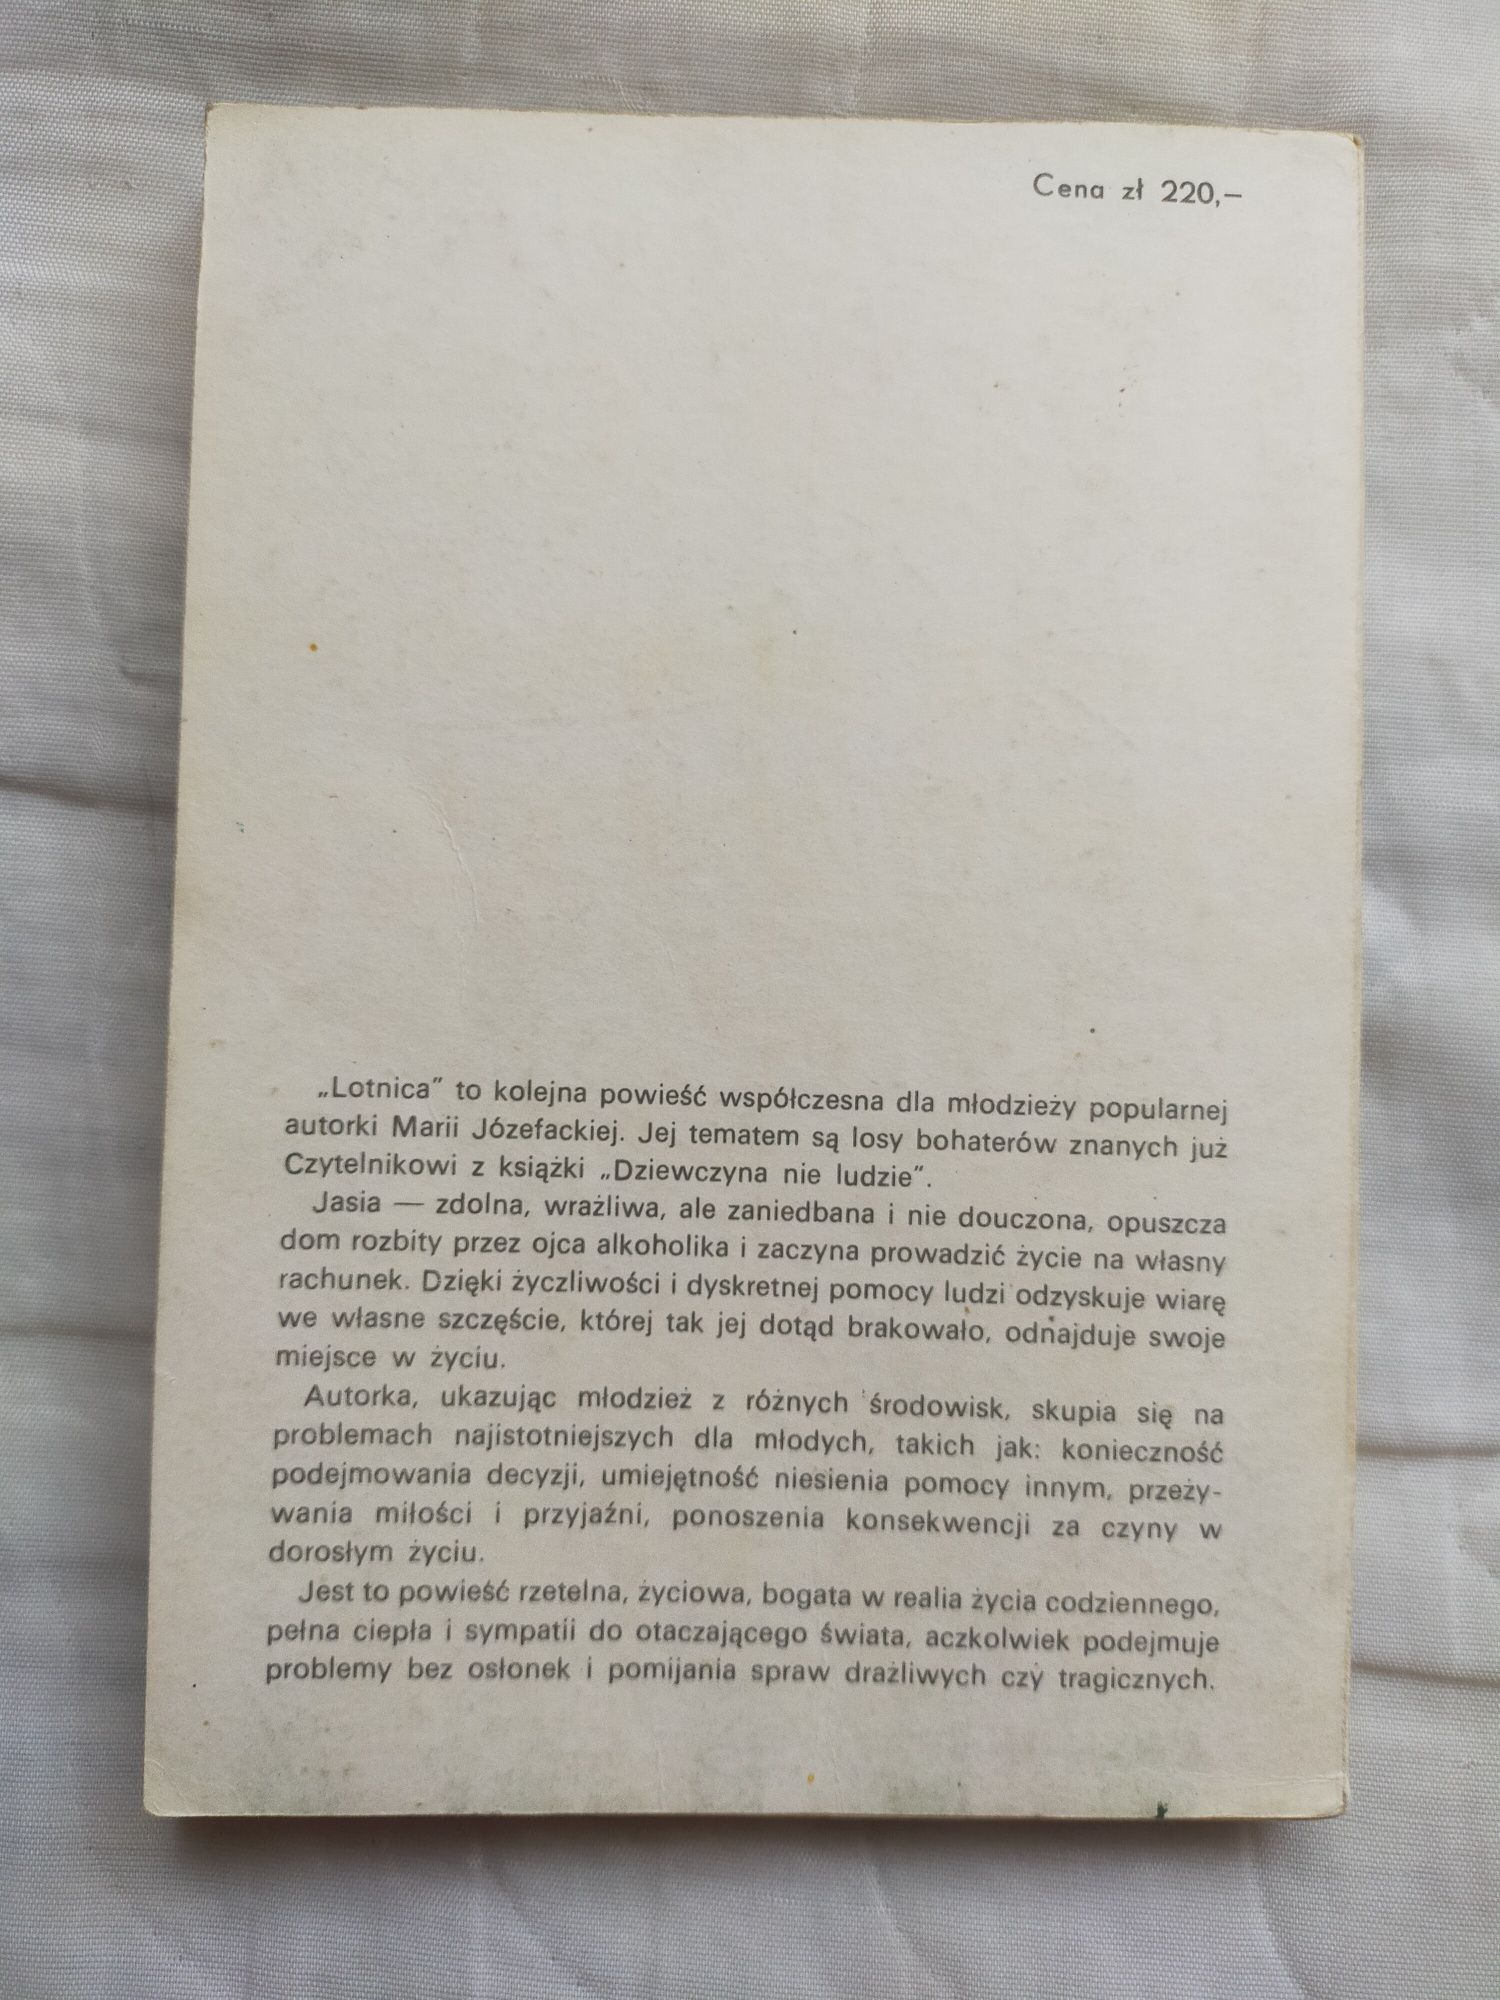 Cena zł 220,—
„Lotnica” to kolejna powieść współczesna dla młodzieży popularnej
autorki Marii Józefackiej. Jej tematem są losy bohaterów znanych już
Czytelnikowi z książki „Dziewczyna nie ludzie”.
Jasia — zdolna, wrażliwa, ale zaniedbana i nie douczona, opuszcza
dom rozbity przez ojca alkoholika i zaczyna prowadzić życie na własny
rachunek. Dzięki życzliwości i dyskretnej pomocy ludzi odzyskuje wiarę
we własne szczęście, której tak jej dotąd brakowało, odnajduje swoje
miejsce w życiu.
Autorka, ukazując młodzież z różnych środowisk, skupia się na
problemach najistotniejszych dla młodych, takich jak: konieczność
podejmowania decyzji, umiejętność niesienia pomocy innym, przeży-
wania miłości i przyjaźni, ponoszenia konsekwencji za czyny w
dorosłym życiu.
Jest to powieść rzetelna, życiowa, bogata w realia życia codziennego,
pełna ciepła i sympatii do otaczającego świata, aczkolwiek podejmuje
problemy bez osłonek i pomijania spraw drażliwych czy tragicznych.